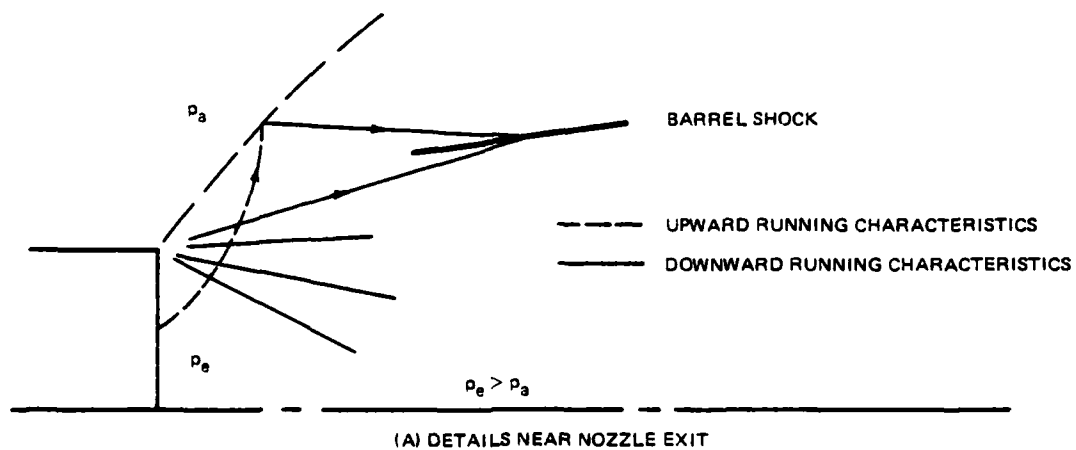 pa
BARREL SHOCK
UPWARD RUNNING CHARACTERISTICS
DOWNWARD RUNNING CHARACTERISTICS
pe
pe > pa
(A) DETAILS NEAR NOZZLE EXIT